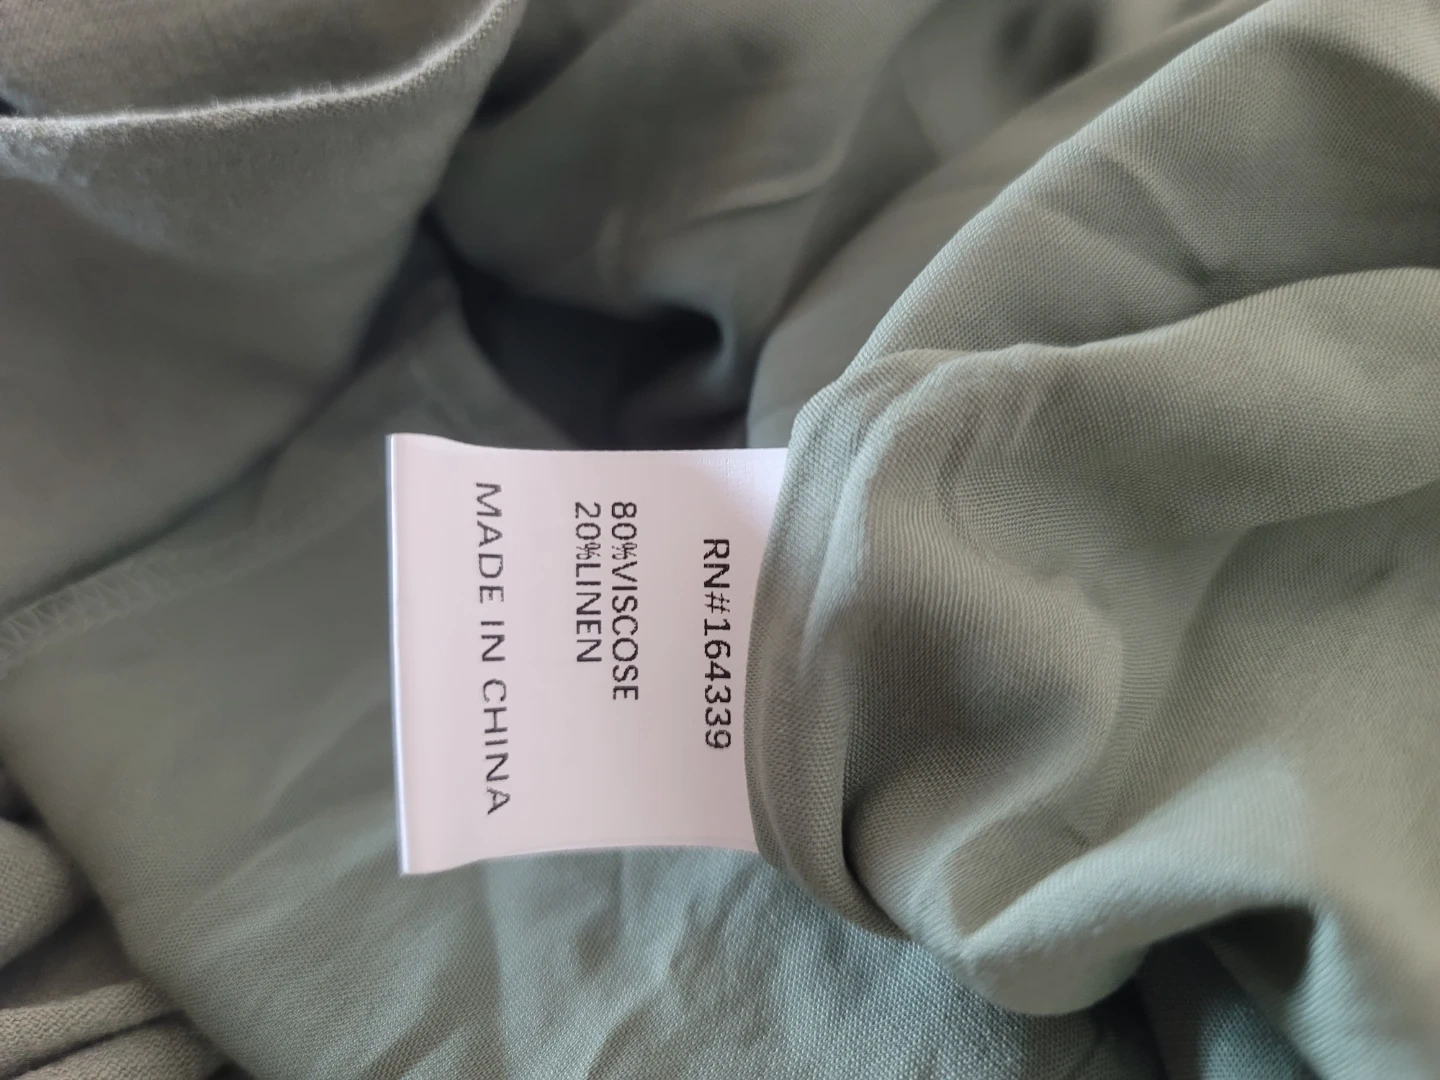 RN#164339
80%VISCOSE
20%LINEN
MADE IN CHINA